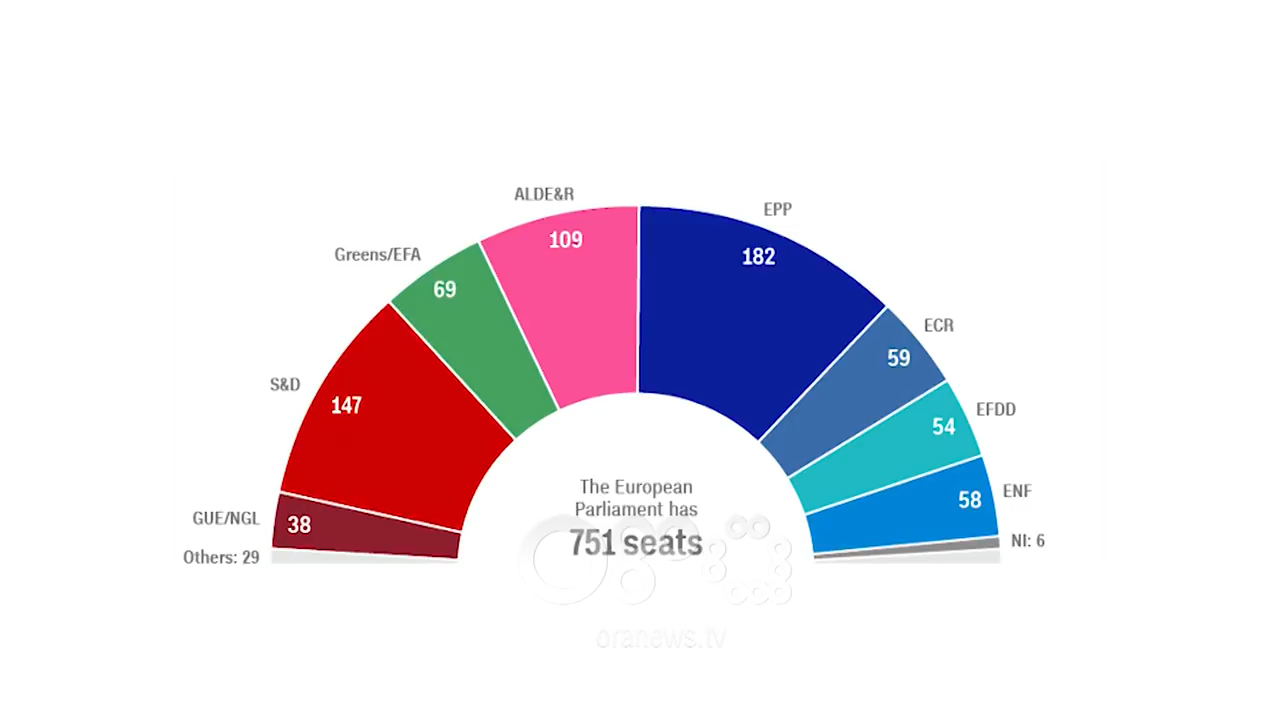 ALDE&R
EPP
109
182
Greens/EFA
69
ECR
59
S&D
147
EFDD
54
The European
Parliament has
751 seats
ENF
58
GUE/NGL
38
NI: 6
Others: 29
oranews.tv